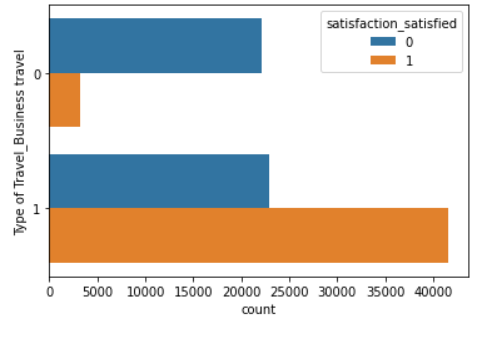 satisfaction_satisfied
0
1
Type of Travel_Business travel
0
1
0 5000 10000 15000 20000 25000 30000 35000 40000
count